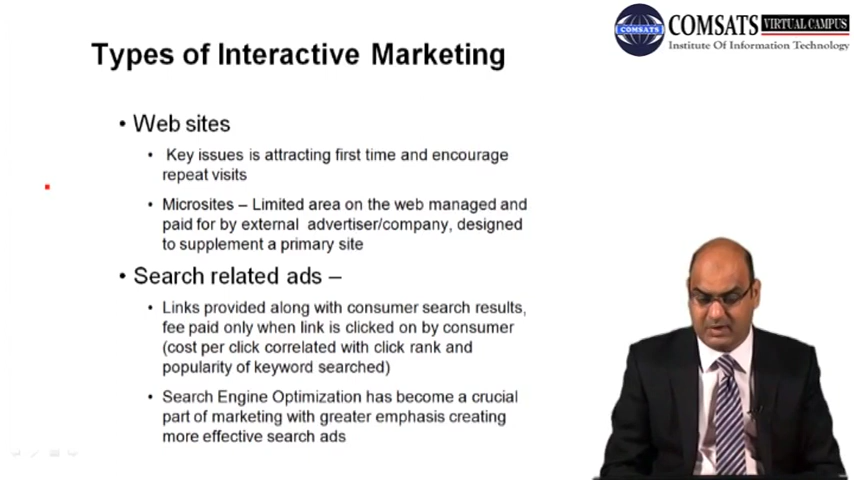 COMSATS
COMSATS VIRTUAL CAMPUS
Institute Of Information Technology
Types of Interactive Marketing
• Web sites
• Key issues is attracting first time and encourage
repeat visits
• Microsites – Limited area on the web managed and
paid for by external advertiser/company, designed
to supplement a primary site
• Search related ads –
• Links provided along with consumer search results,
fee paid only when link is clicked on by consumer
(cost per click correlated with click rank and
popularity of keyword searched)
• Search Engine Optimization has become a crucial
part of marketing with greater emphasis creating
more effective search ads